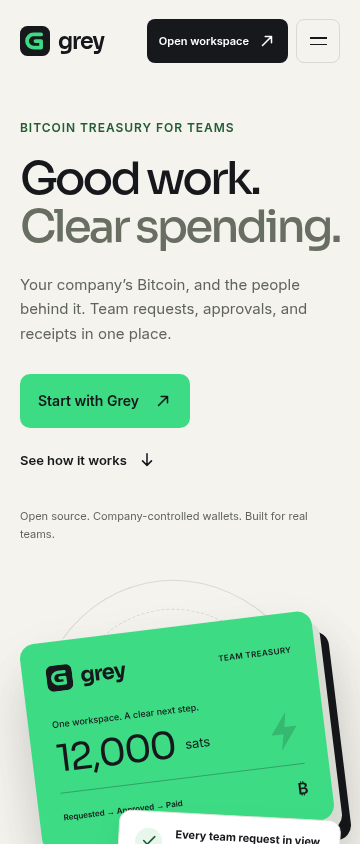 grey
Open workspace
BITCOIN TREASURY FOR TEAMS
Good work.
Clear spending.
Your company's Bitcoin, and the people
behind it. Team requests, approvals, and
receipts in one place.
Start with Grey
See how it works
Open source. Company-controlled wallets. Built for real
teams.
grey
TEAM TREASURY
One workspace. A clear next step.
12,000 sats
Requested → Approved → Paid
Every team request in view